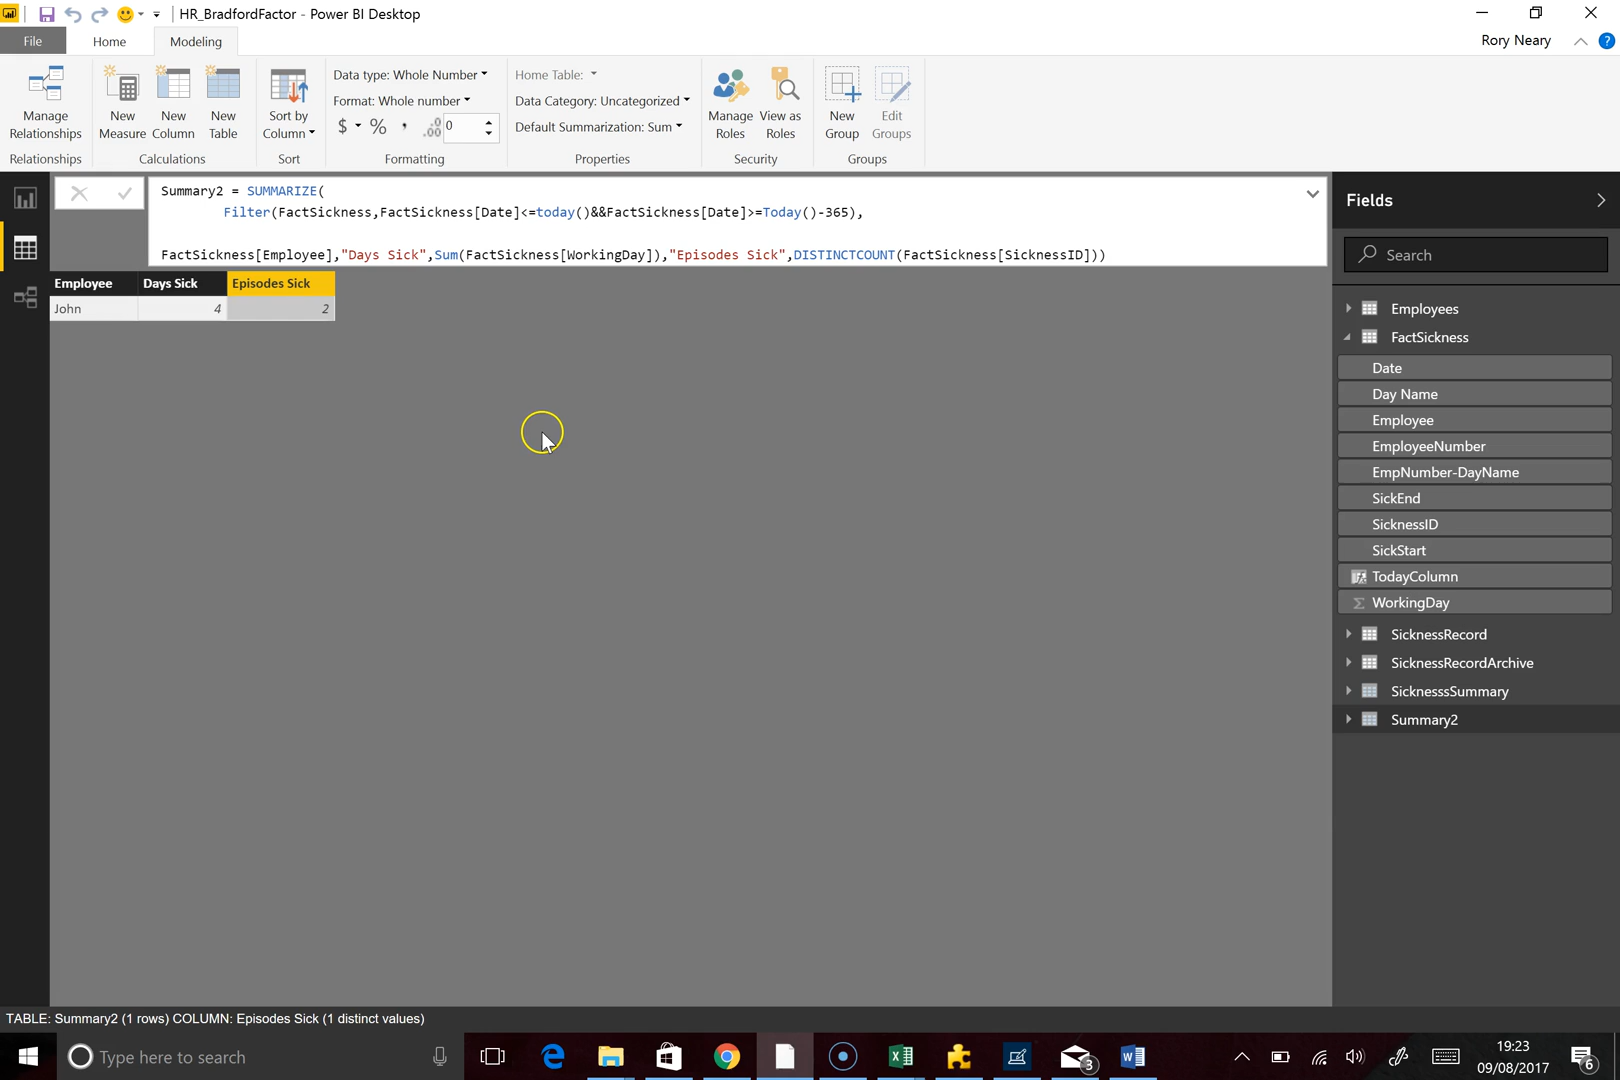 HR_BradfordFactor - Power BI Desktop
File Home Modeling Rory Neary ?
Manage Relationships
New Measure
New Column
New Table
Sort by Column
Data type: Whole Number
Format: Whole number
$ % , .00 0
Home Table:
Data Category: Uncategorized
Default Summarization: Sum
Manage Roles
View as Roles
New Group
Edit Groups
Relationships Calculations Sort Formatting Properties Security Groups
Summary2 = SUMMARIZE(
Filter(FactSickness,FactSickness[Date]<=today()&&FactSickness[Date]>=Today()-365),
FactSickness[Employee],"Days Sick",Sum(FactSickness[WorkingDay]),"Episodes Sick",DISTINCTCOUNT(FactSickness[SicknessID]))
Employee Days Sick Episodes Sick
John 4 2
Fields
Search
Employees
FactSickness
Date
Day Name
Employee
EmployeeNumber
EmpNumber-DayName
SickEnd
SicknessID
SickStart
TodayColumn
Σ WorkingDay
SicknessRecord
SicknessRecordArchive
SicknesssSummary
Summary2
TABLE: Summary2 (1 rows) COLUMN: Episodes Sick (1 distinct values)
Type here to search
3
19:23
09/08/2017
6